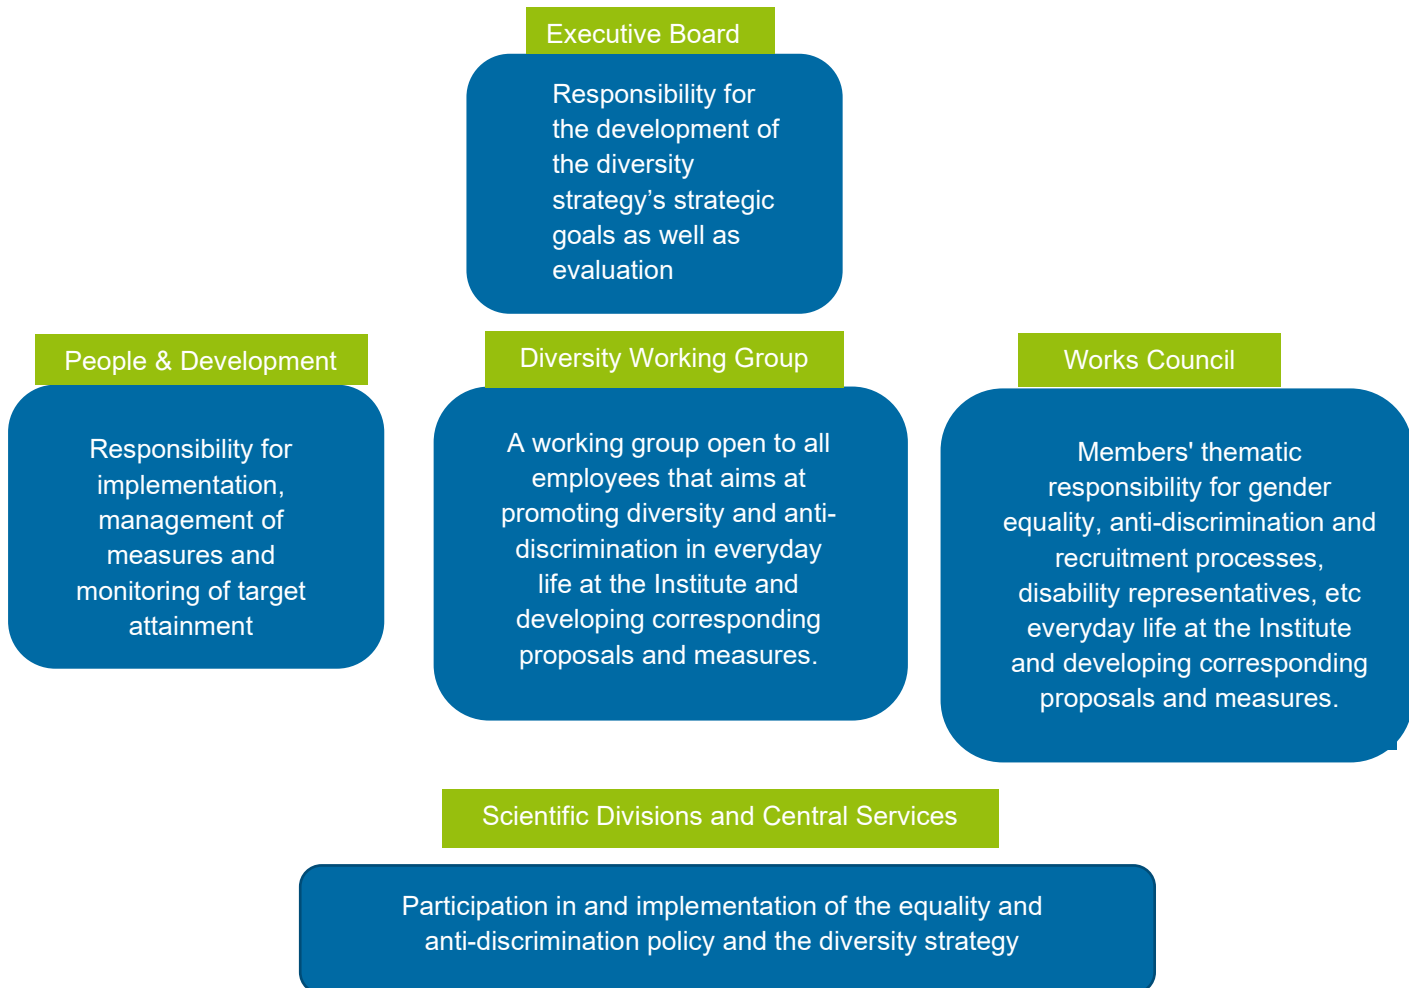 Executive Board
Responsibility for
the development of
the diversity
strategy’s strategic
goals as well as
evaluation
People & Development
Responsibility for
implementation,
management of
measures and
monitoring of target
attainment
Diversity Working Group
A working group open to all
employees that aims at
promoting diversity and anti-
discrimination in everyday
life at the Institute and
developing corresponding
proposals and measures.
Works Council
Members' thematic
responsibility for gender
equality, anti-discrimination and
recruitment processes,
disability representatives, etc
everyday life at the Institute
and developing corresponding
proposals and measures.
Scientific Divisions and Central Services
Participation in and implementation of the equality and
anti-discrimination policy and the diversity strategy